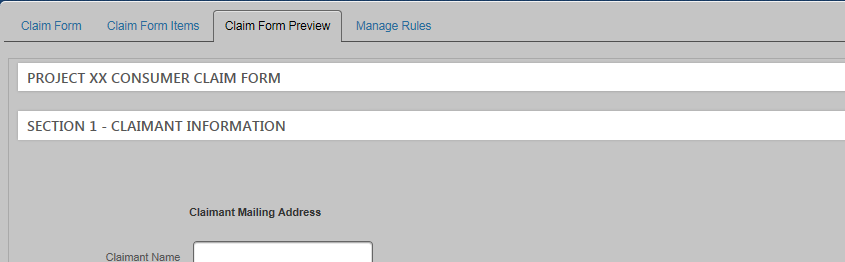 Claim Form Claim Form Items Claim Form Preview Manage Rules
PROJECT XX CONSUMER CLAIM FORM
SECTION 1 - CLAIMANT INFORMATION
Claimant Mailing Address
Claimant Name